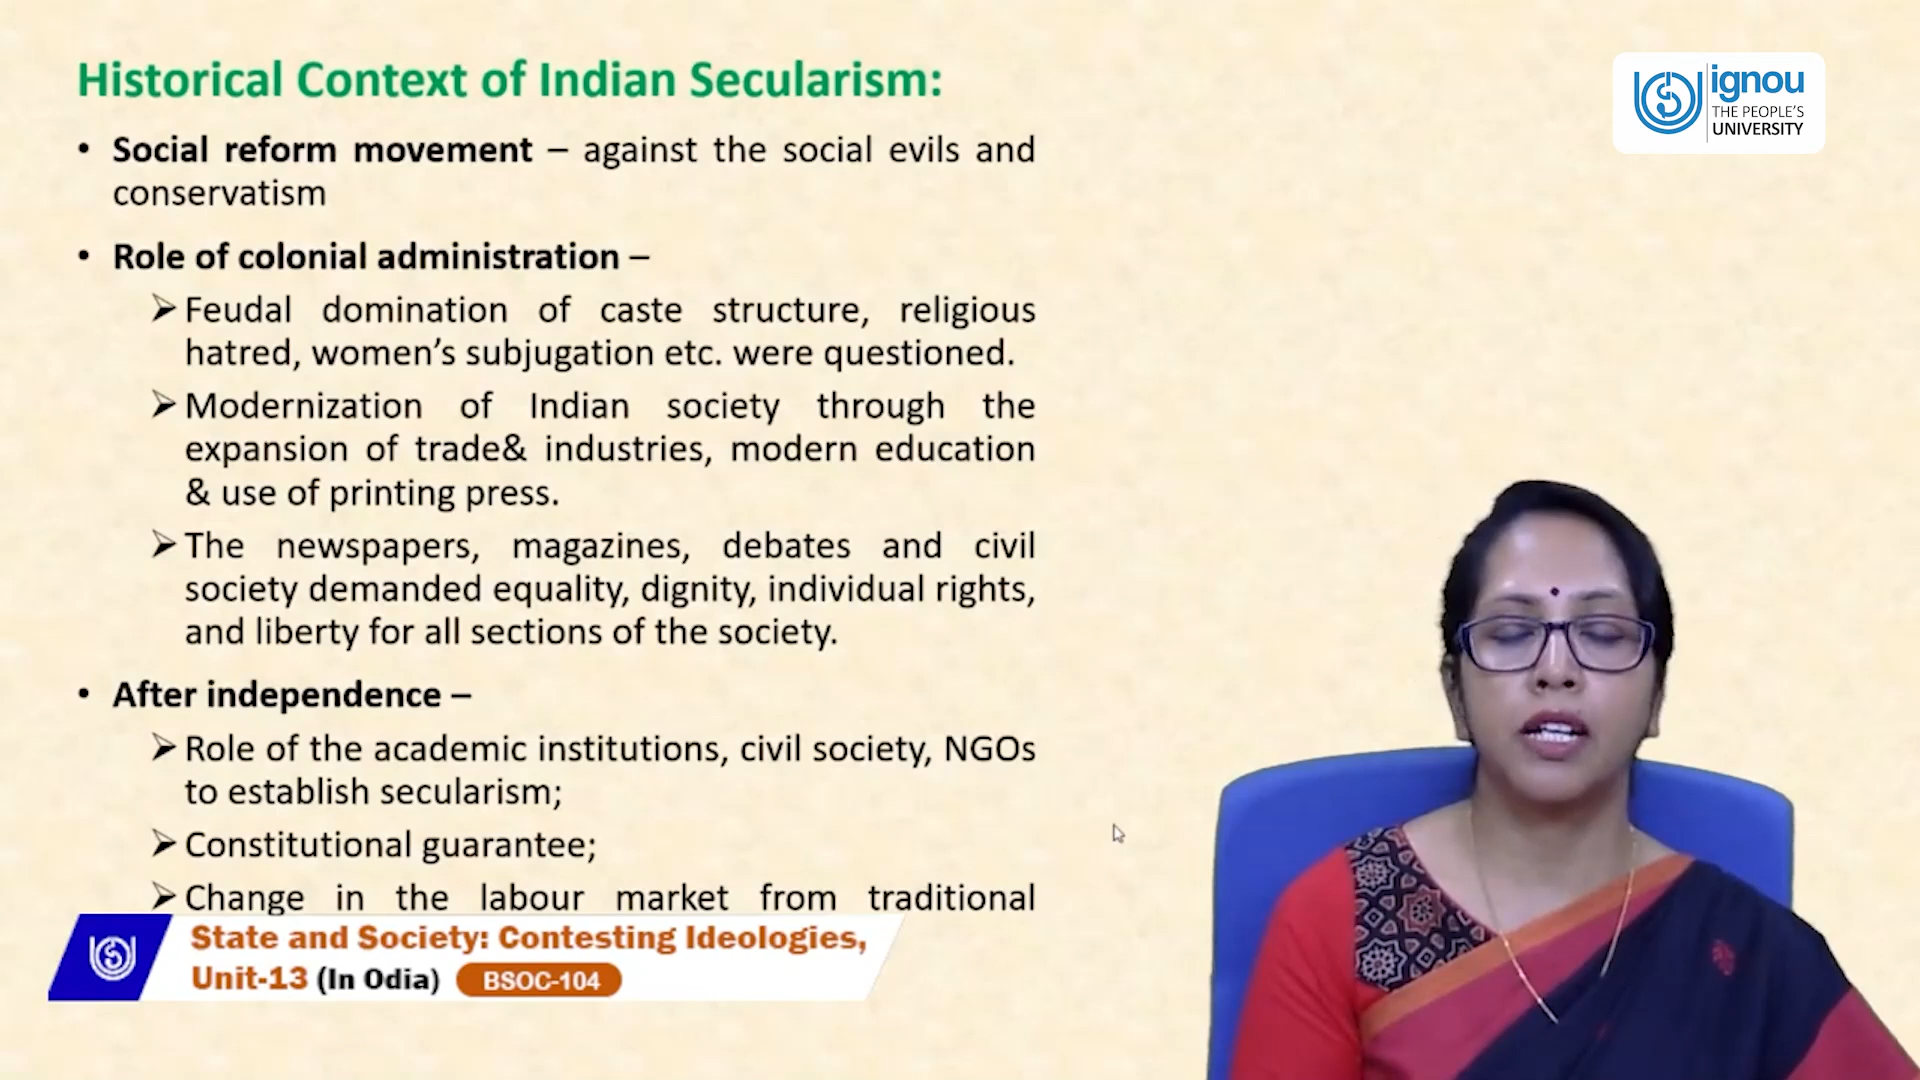 Historical Context of Indian Secularism:
• Social reform movement – against the social evils and
conservatism
• Role of colonial administration –
➢ Feudal domination of caste structure, religious
hatred, women’s subjugation etc. were questioned.
➢ Modernization of Indian society through the
expansion of trade& industries, modern education
& use of printing press.
➢ The newspapers, magazines, debates and civil
society demanded equality, dignity, individual rights,
and liberty for all sections of the society.
• After independence –
➢ Role of the academic institutions, civil society, NGOs
to establish secularism;
➢ Constitutional guarantee;
➢ Change in the labour market from traditional
State and Society: Contesting Ideologies,
Unit-13 (In Odia) BSOC-104
ignou
THE PEOPLE'S
UNIVERSITY